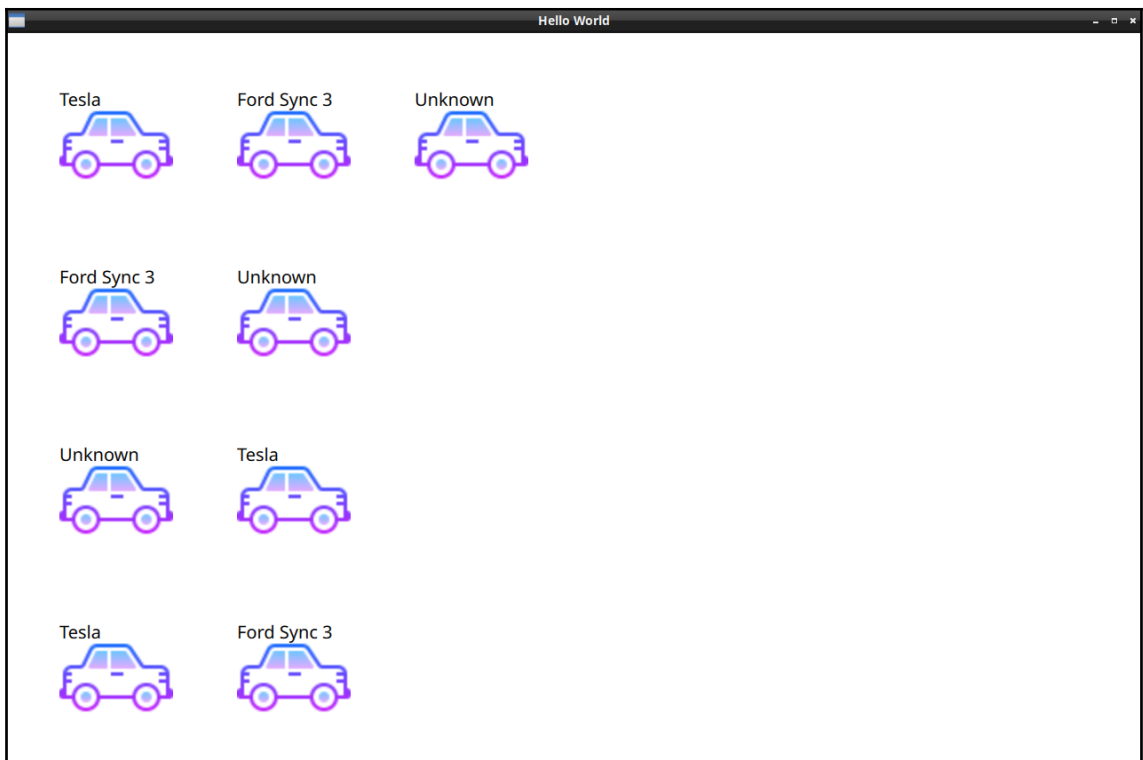 Hello World
Tesla Ford Sync 3 Unknown
Ford Sync 3 Unknown
Unknown Tesla
Tesla Ford Sync 3